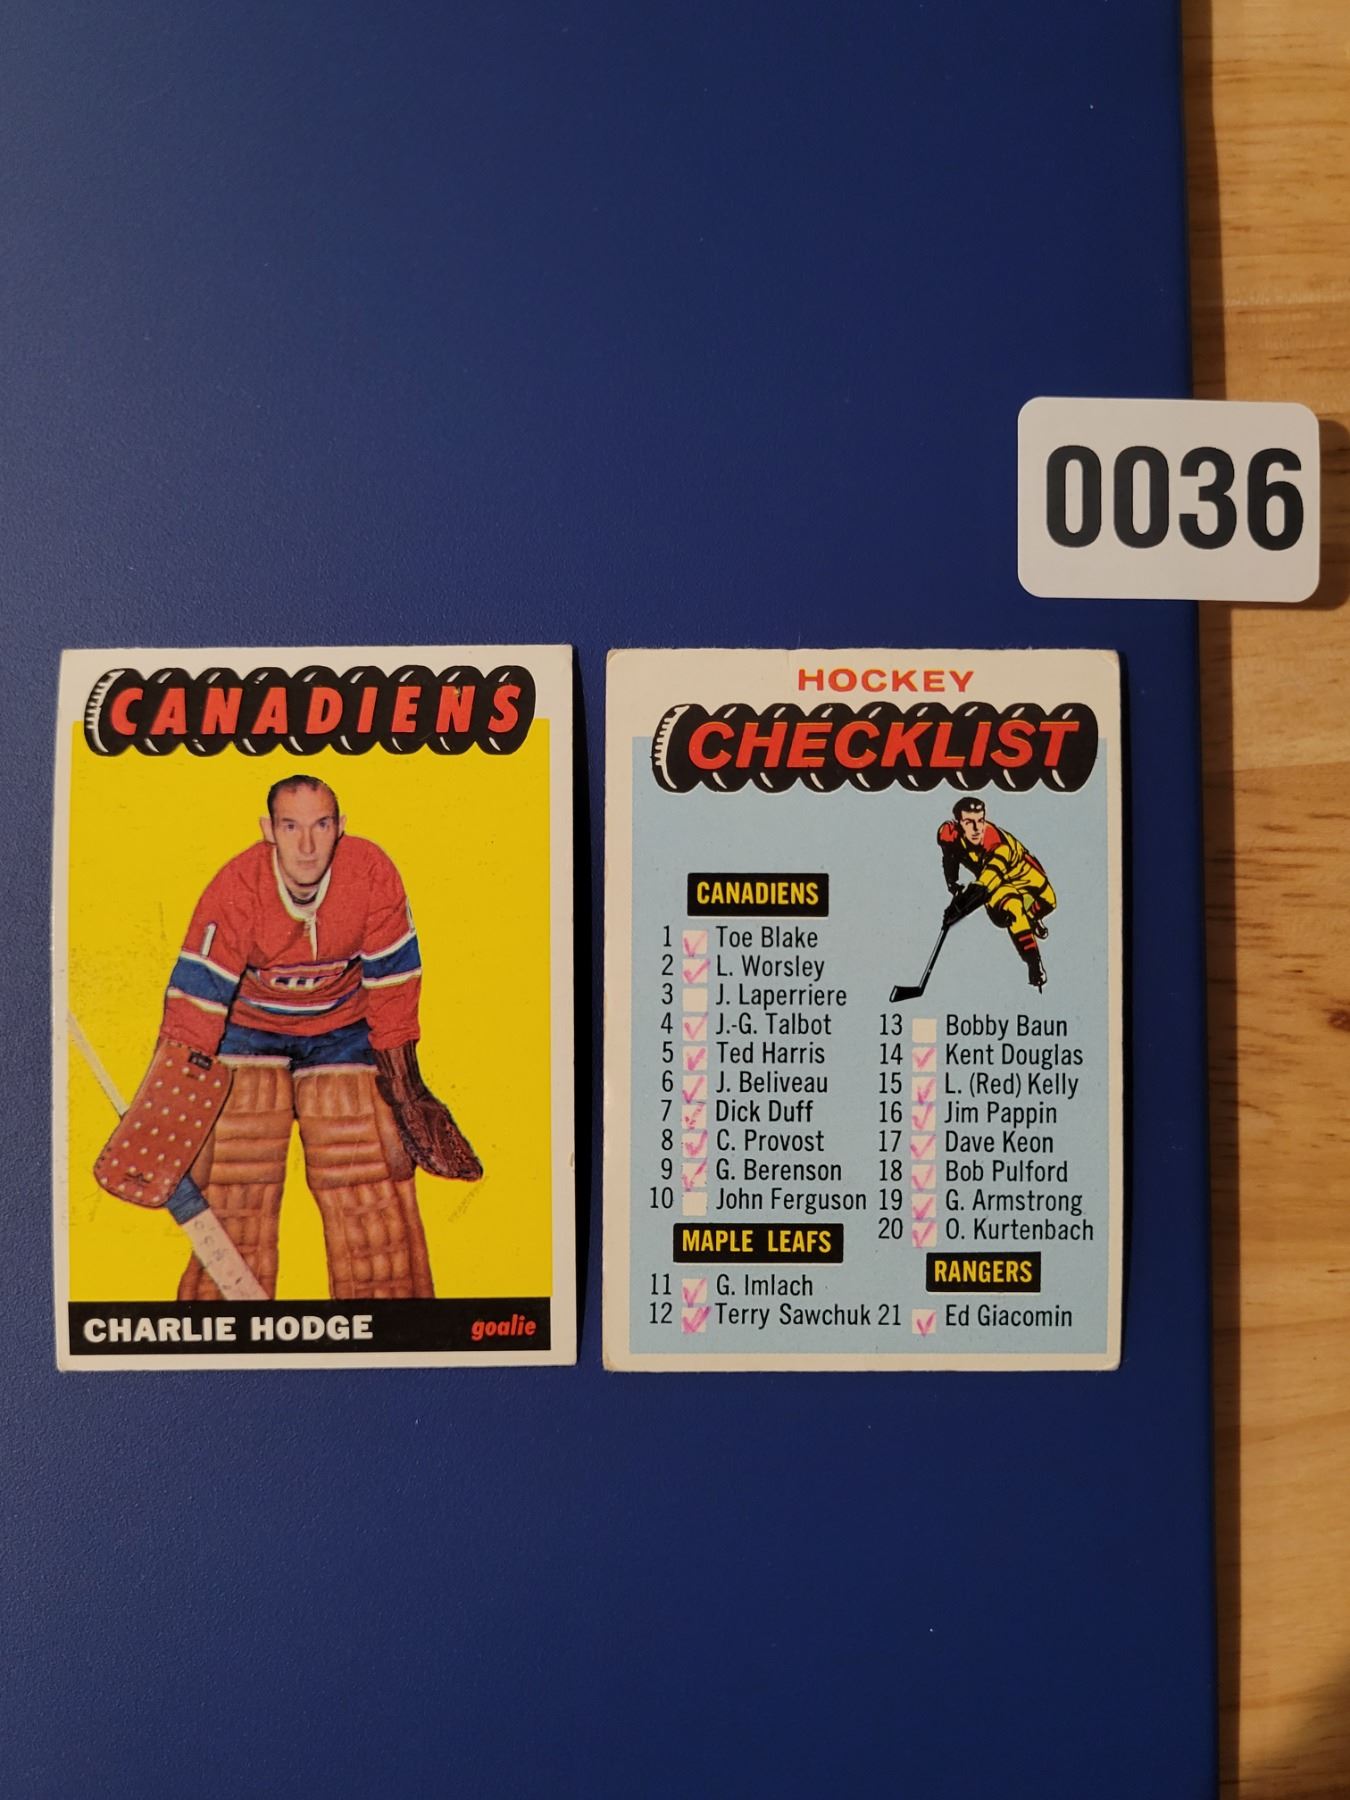 0036
CANADIENS
1
CHARLIE HODGE goalie
HOCKEY
CHECKLIST
CANADIENS
1 Toe Blake
2 L. Worsley
3 J. Laperriere
4 J.-G. Talbot
5 Ted Harris
6 J. Beliveau
7 Dick Duff
8 C. Provost
9 G. Berenson
10 John Ferguson
MAPLE LEAFS
11 G. Imlach
12 Terry Sawchuk
13 Bobby Baun
14 Kent Douglas
15 L. (Red) Kelly
16 Jim Pappin
17 Dave Keon
18 Bob Pulford
19 G. Armstrong
20 O. Kurtenbach
RANGERS
21 Ed Giacomin